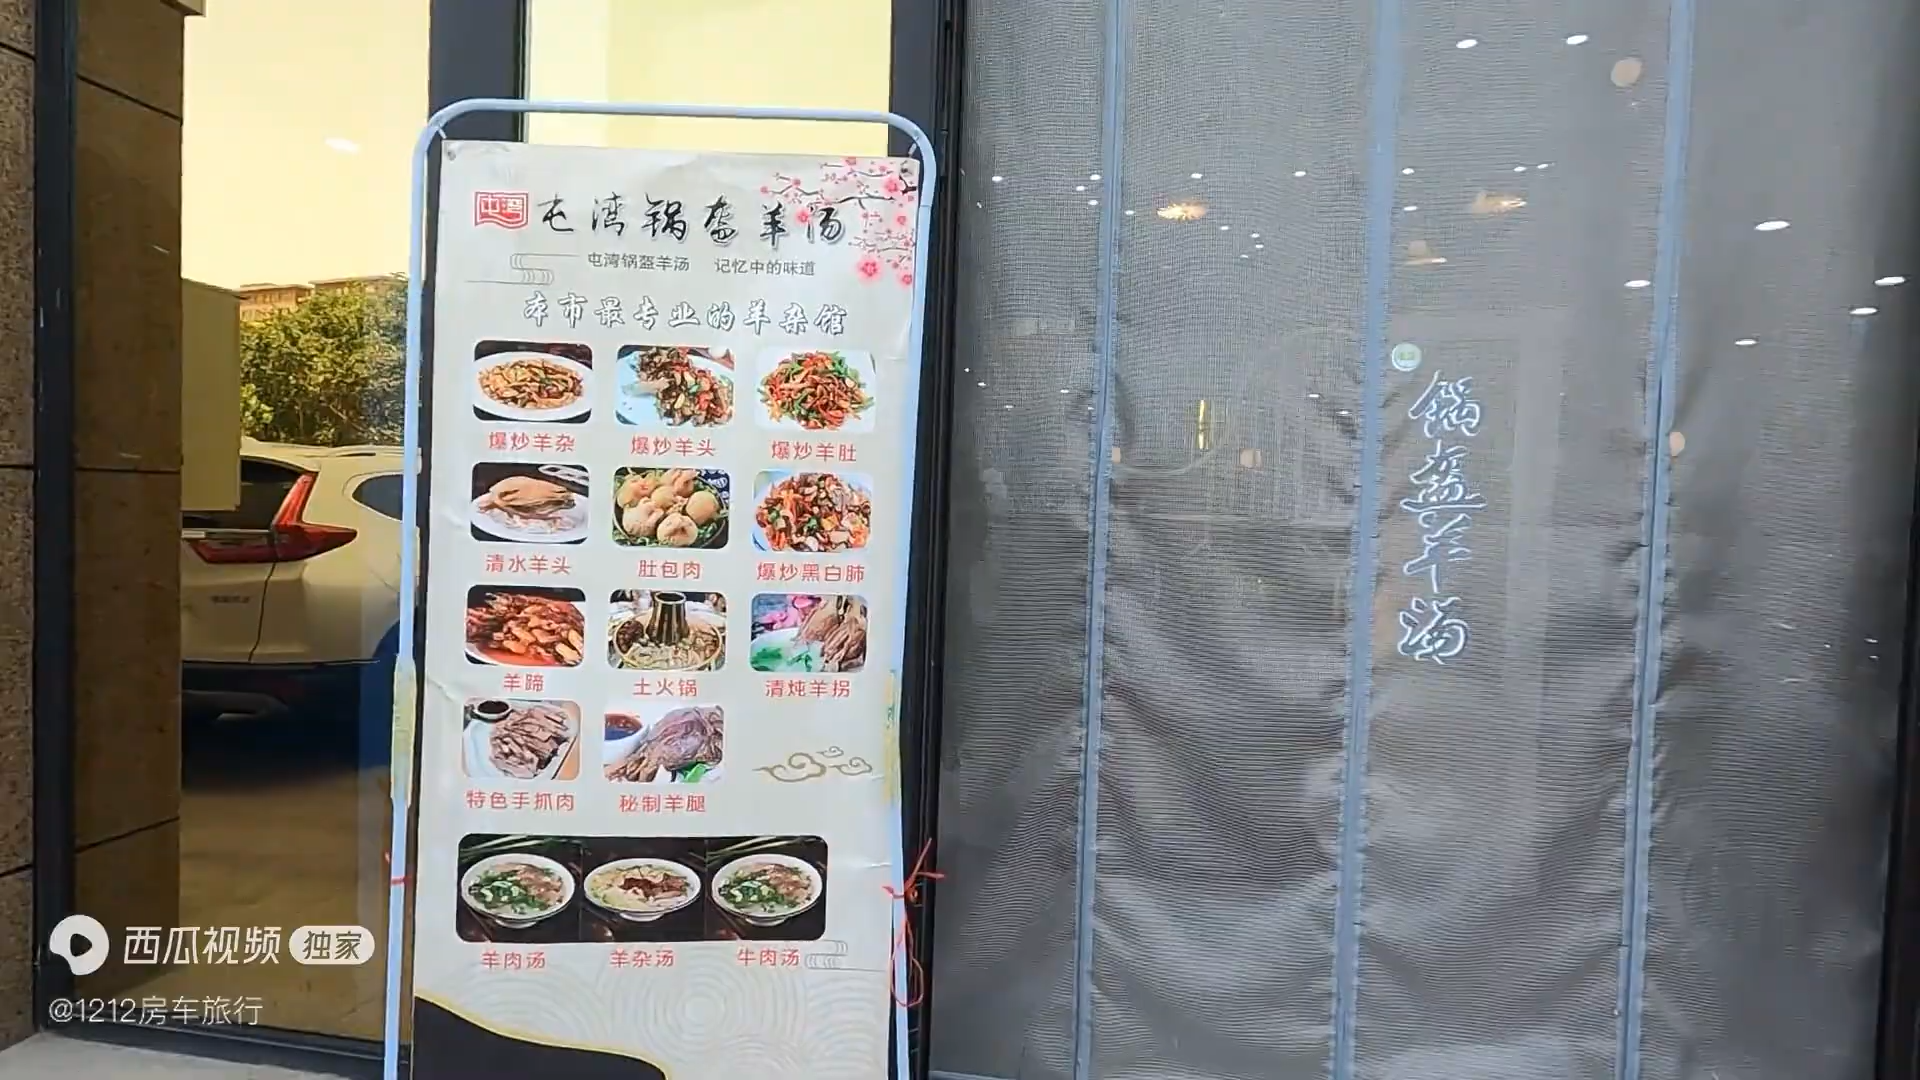 屯湾
屯湾锅盔羊汤
屯湾锅盔羊汤 记忆中的味道
本市最专业的羊杂馆
爆炒羊杂 爆炒羊头 爆炒羊肚
清水羊头 肚包肉 爆炒黑白肺
羊蹄 土火锅 清炖羊拐
特色手抓肉 秘制羊腿
羊肉汤 羊杂汤 牛肉汤
锅盔羊汤
西瓜视频 独家
@1212房车旅行